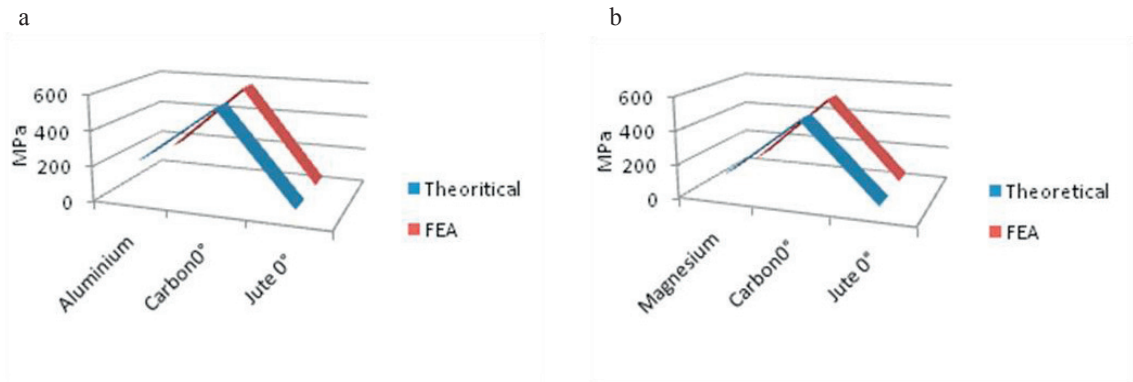 a
600
400
200
0
MPa
Aluminium
Carbon0°
Jute 0°
Theoritical
FEA
b
600
400
200
0
MPa
Magnesium
Carbon0°
Jute 0°
Theoretical
FEA